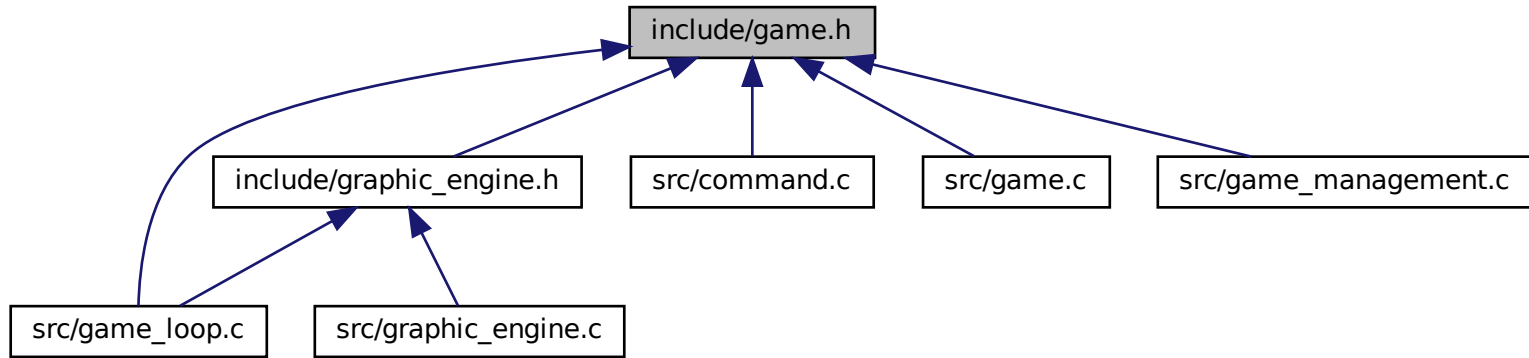 include/game.h
include/graphic_engine.h
src/command.c
src/game.c
src/game_management.c
src/game_loop.c
src/graphic_engine.c